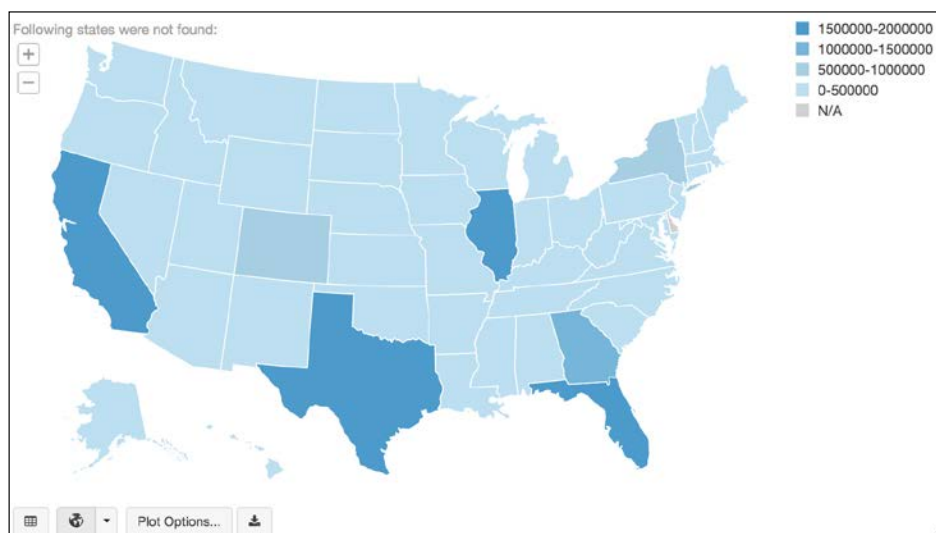 Following states were not found:
+
−
1500000-2000000
1000000-1500000
500000-1000000
0-500000
N/A
Plot Options...